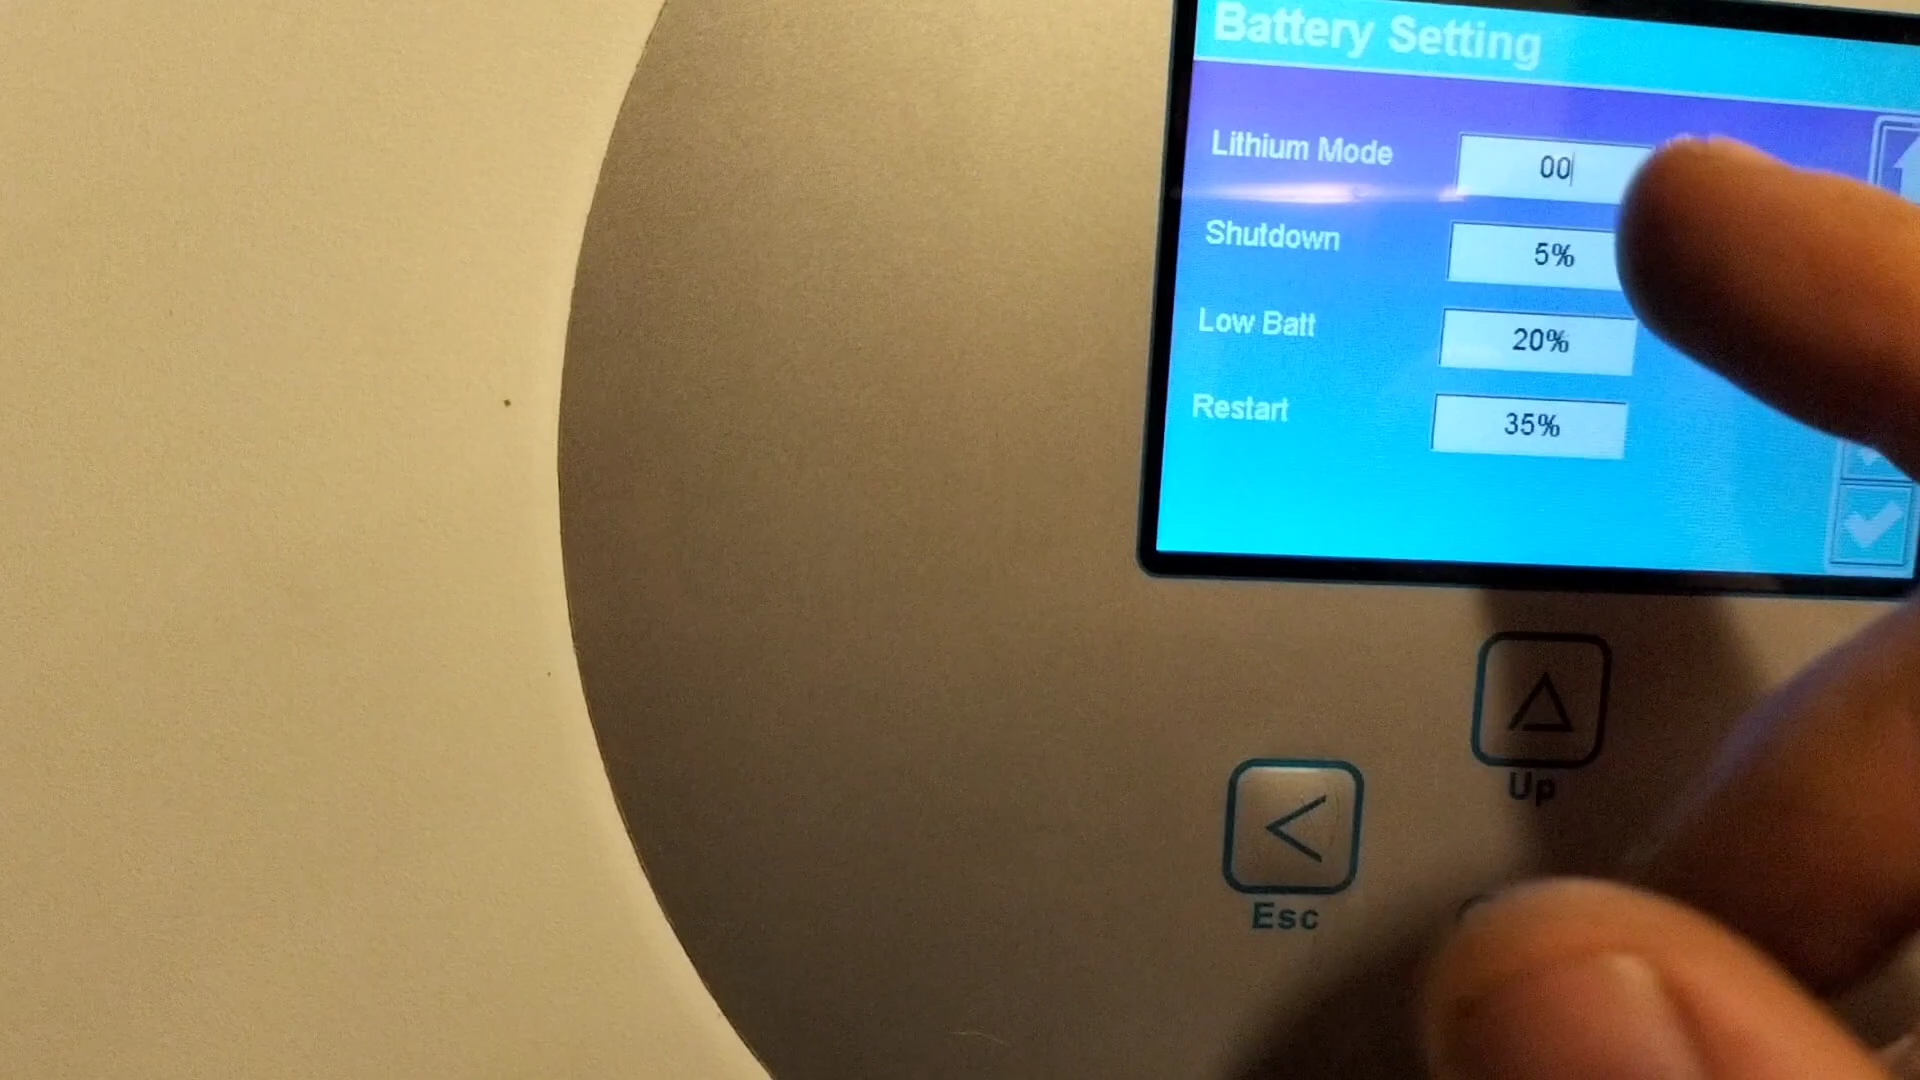 Battery Setting
Lithium Mode 00
Shutdown 5%
Low Batt 20%
Restart 35%
Up
Esc